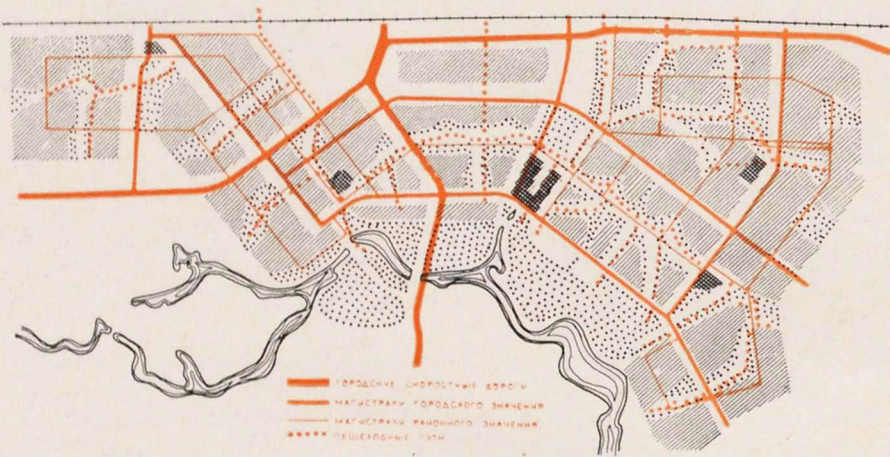 ГОРОДСКИЕ СКОРОСТНЫЕ ДОРОГИ
МАГИСТРАЛИ ГОРОДСКОГО ЗНАЧЕНИЯ
МАГИСТРАЛИ РАЙОННОГО ЗНАЧЕНИЯ
ПЕШЕХОДНЫЕ ПУТИ